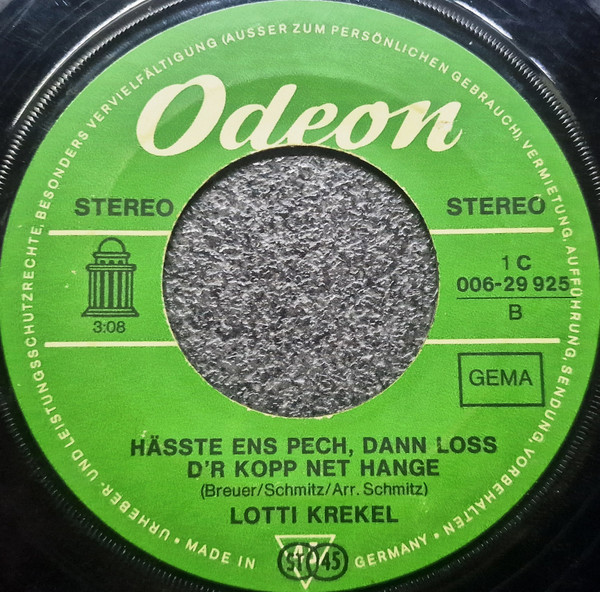 URHEBER- UND LEISTUNGSSCHUTZRECHTE, BESONDERS VERVIELFÄLTIGUNG (AUSSER ZUM PERSÖNLICHEN GEBRAUCH), VERMIETUNG, AUFFÜHRUNG, SENDUNG, VORBEHALTEN
Odeon
STEREO
STEREO
3:08
1 C
006-29 925
B
GEMA
HÄSSTE ENS PECH, DANN LOSS
D'R KOPP NET HANGE
(Breuer/Schmitz/Arr. Schmitz)
LOTTI KREKEL
• MADE IN GERMANY •
ST 45